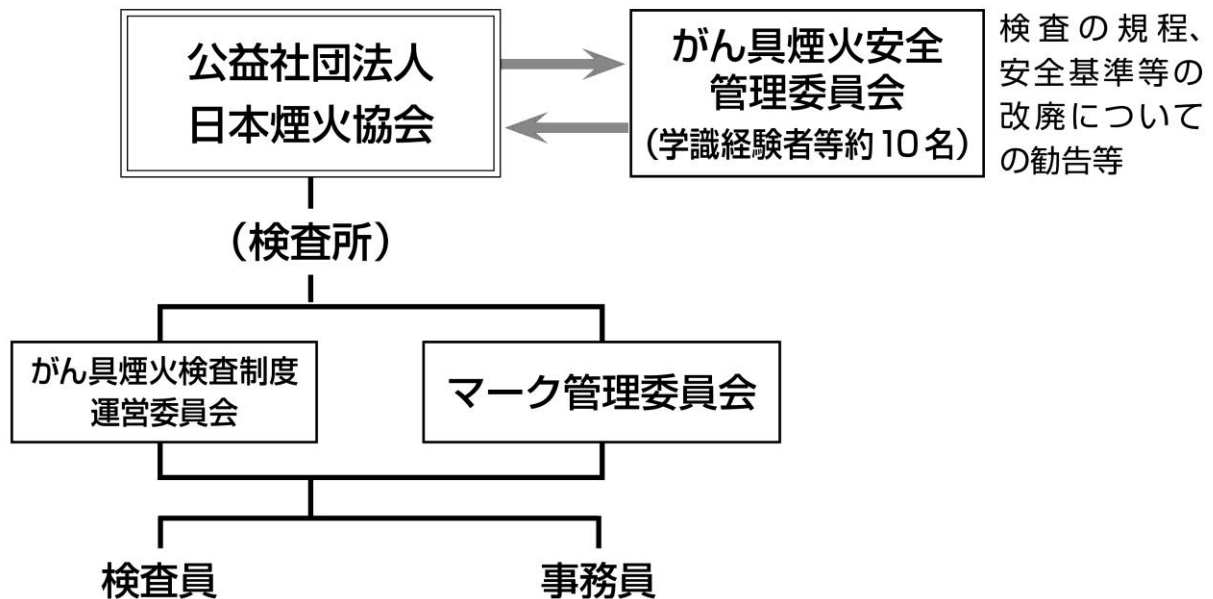 公益社団法人
日本煙火協会
がん具煙火安全
管理委員会
（学識経験者等約10名）
検査の規程、
安全基準等の
改廃について
の勧告等
（検査所）
がん具煙火検査制度
運営委員会
マーク管理委員会
検査員
事務員